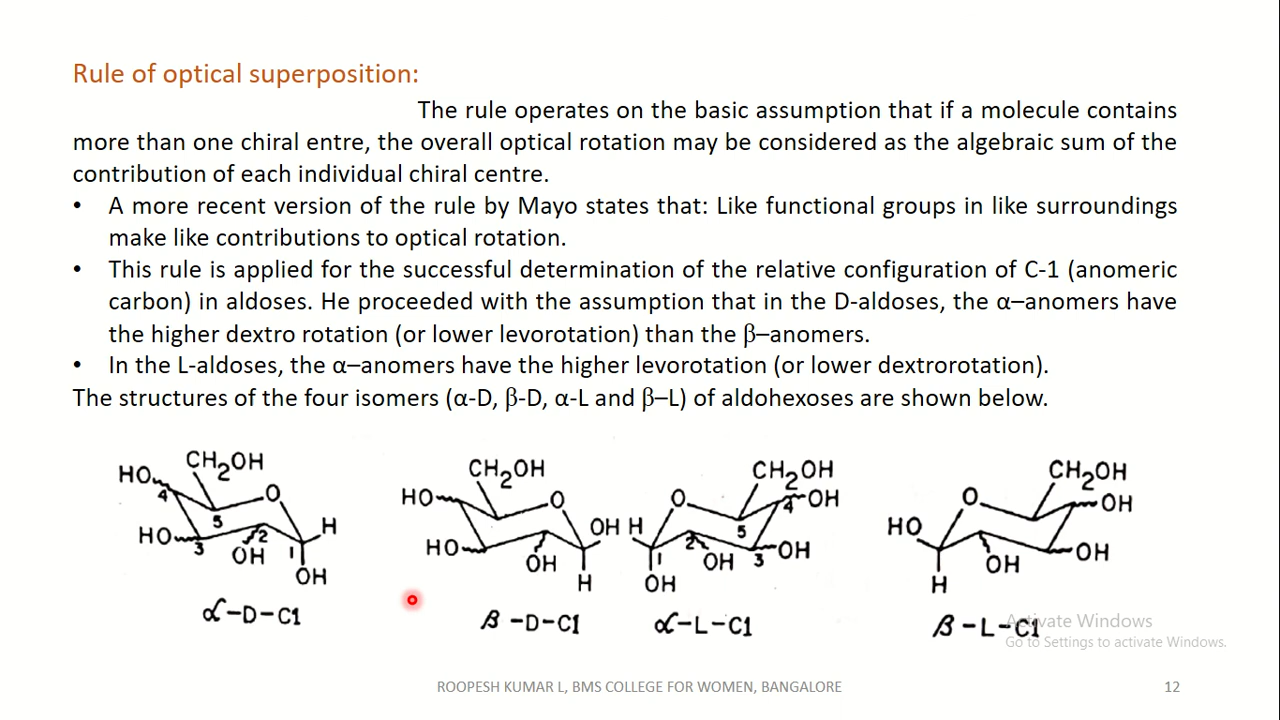 Rule of optical superposition:
The rule operates on the basic assumption that if a molecule contains
more than one chiral entre, the overall optical rotation may be considered as the algebraic sum of the
contribution of each individual chiral centre.
• A more recent version of the rule by Mayo states that: Like functional groups in like surroundings
make like contributions to optical rotation.
• This rule is applied for the successful determination of the relative configuration of C-1 (anomeric
carbon) in aldoses. He proceeded with the assumption that in the D-aldoses, the α–anomers have
the higher dextro rotation (or lower levorotation) than the β–anomers.
• In the L-aldoses, the α–anomers have the higher levorotation (or lower dextrorotation).
The structures of the four isomers (α-D, β-D, α-L and β–L) of aldohexoses are shown below.
CH2OH
HO
4
O
5
HO
3
2
OH
1
H
OH
α-D-C1
CH2OH
HO
O
HO
OH
OH
H
β-D-C1
CH2OH
O
OH
4
H
5
2
1
OH
3
OH
OH
α-L-C1
CH2OH
O
OH
HO
OH
OH
H
β-L-C1
Activate Windows
Go to Settings to activate Windows.
ROOPESH KUMAR L, BMS COLLEGE FOR WOMEN, BANGALORE
12